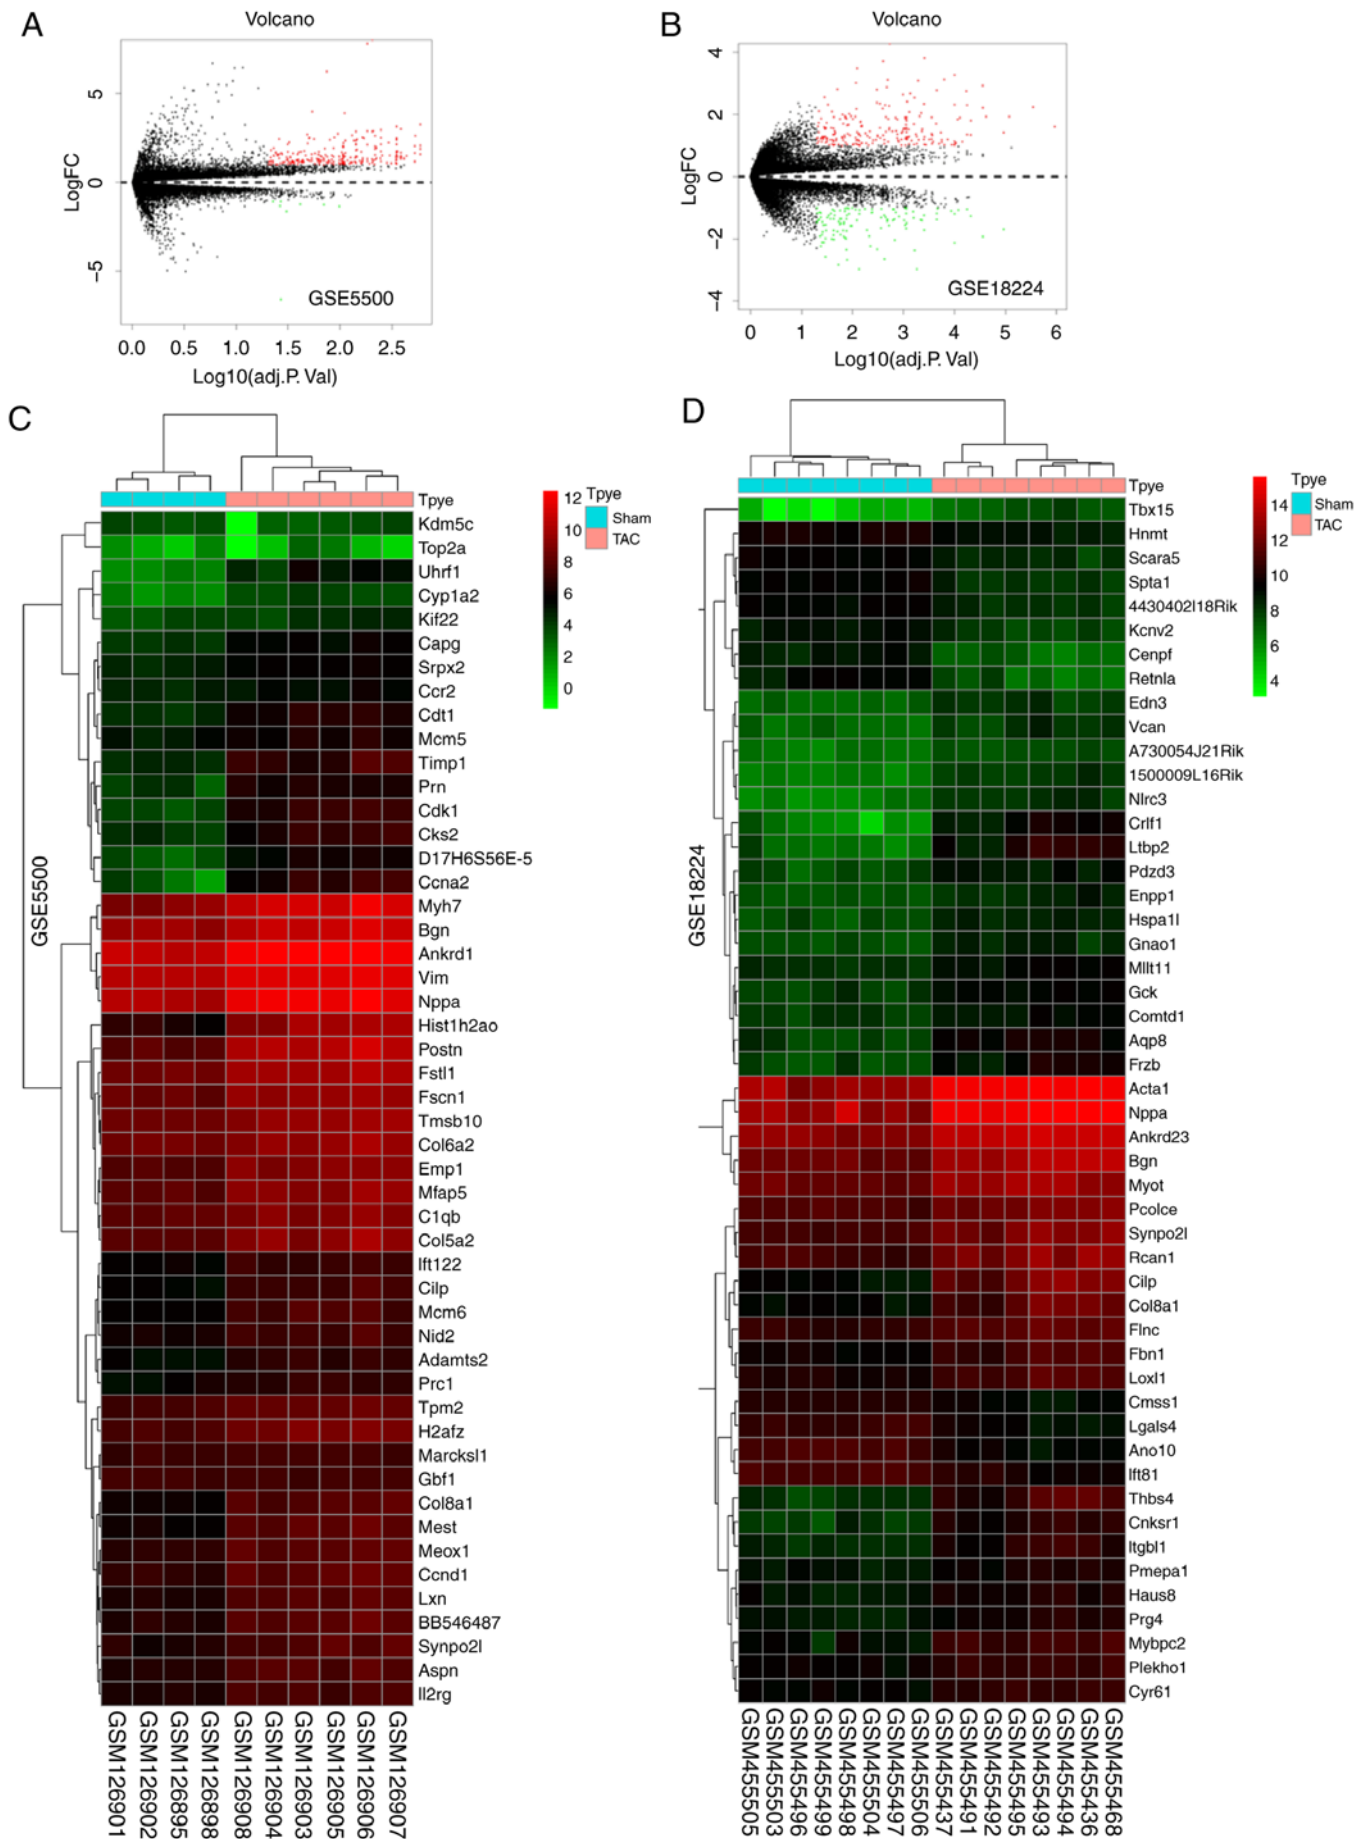 A
Volcano
LogFC
5
0
−5
GSE5500
0.0 0.5 1.0 1.5 2.0 2.5
Log10(adj.P. Val)
B
Volcano
LogFC
4
2
0
−2
−4
GSE18224
0 1 2 3 4 5 6
Log10(adj.P. Val)
C
GSE5500
Tpye
Kdm5c
Top2a
Uhrf1
Cyp1a2
Kif22
Capg
Srpx2
Ccr2
Cdt1
Mcm5
Timp1
Prn
Cdk1
Cks2
D17H6S56E-5
Ccna2
Myh7
Bgn
Ankrd1
Vim
Nppa
Hist1h2ao
Postn
Fstl1
Fscn1
Tmsb10
Col6a2
Emp1
Mfap5
C1qb
Col5a2
Ift122
Cilp
Mcm6
Nid2
Adamts2
Prc1
Tpm2
H2afz
Marcksl1
Gbf1
Col8a1
Mest
Meox1
Ccnd1
Lxn
BB546487
Synpo2l
Aspn
Il2rg
12
10
8
6
4
2
0
Tpye
Sham
TAC
GSM126901
GSM126902
GSM126895
GSM126898
GSM126908
GSM126904
GSM126903
GSM126905
GSM126906
GSM126907
D
GSE18224
Tpye
Tbx15
Hnmt
Scara5
Spta1
4430402I18Rik
Kcnv2
Cenpf
Retnla
Edn3
Vcan
A730054J21Rik
1500009L16Rik
Nlrc3
Crlf1
Ltbp2
Pdzd3
Enpp1
Hspa1l
Gnao1
Mllt11
Gck
Comtd1
Aqp8
Frzb
Acta1
Nppa
Ankrd23
Bgn
Myot
Pcolce
Synpo2l
Rcan1
Cilp
Col8a1
Flnc
Fbn1
Loxl1
Cmss1
Lgals4
Ano10
Ift81
Thbs4
Cnksr1
Itgbl1
Pmepa1
Haus8
Prg4
Mybpc2
Plekho1
Cyr61
14
12
10
8
6
4
Tpye
Sham
TAC
GSM455505
GSM455503
GSM455496
GSM455499
GSM455498
GSM455504
GSM455497
GSM455506
GSM455437
GSM455491
GSM455492
GSM455495
GSM455493
GSM455494
GSM455436
GSM455468